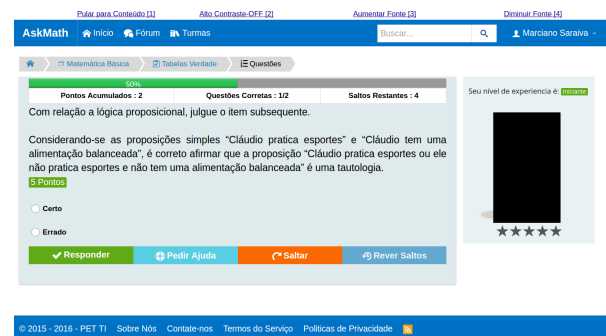 Pular para Conteúdo [1] Alto Contraste-OFF [2] Aumentar Fonte [3] Diminuir Fonte [4]
AskMath Início Fórum Turmas Buscar... Marciano Saraiva
Matemática Básica Tabelas Verdade Questões
50%
Pontos Acumulados : 2 Questões Corretas : 1/2 Saltos Restantes : 4
Seu nível de experiencia é: Iniciante
Com relação a lógica proposicional, julgue o item subsequente.
Considerando-se as proposições simples “Cláudio pratica esportes” e “Cláudio tem uma
alimentação balanceada”, é correto afirmar que a proposição “Cláudio pratica esportes ou ele
não pratica esportes e não tem uma alimentação balanceada” é uma tautologia.
5 Pontos
Certo
Errado
Responder Pedir Ajuda Saltar Rever Saltos
© 2015 - 2016 - PET TI Sobre Nós Contate-nos Termos do Serviço Politicas de Privacidade